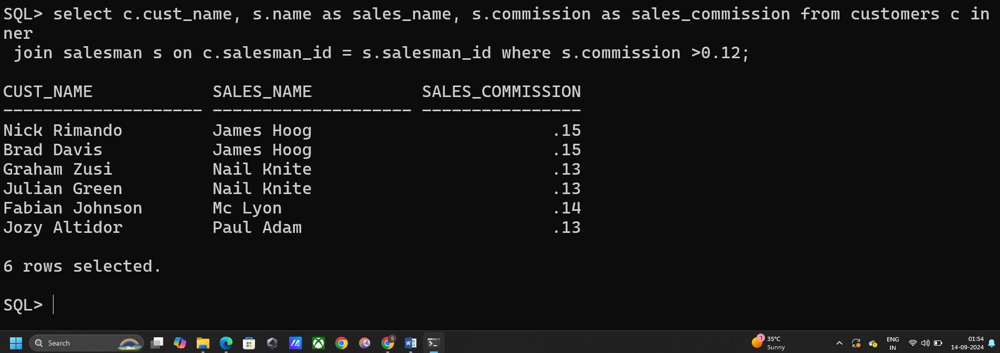 SQL> select c.cust_name, s.name as sales_name, s.commission as sales_commission from customers c in
ner
 join salesman s on c.salesman_id = s.salesman_id where s.commission >0.12;
CUST_NAME            SALES_NAME           SALES_COMMISSION
-------------------- -------------------- ----------------
Nick Rimando         James Hoog                        .15
Brad Davis           James Hoog                        .15
Graham Zusi          Nail Knite                        .13
Julian Green         Nail Knite                        .13
Fabian Johnson       Mc Lyon                           .14
Jozy Altidor         Paul Adam                         .13
6 rows selected.
SQL>
Search
S
W
1
35°C
Sunny
ENG
IN
01:54
14-09-2024